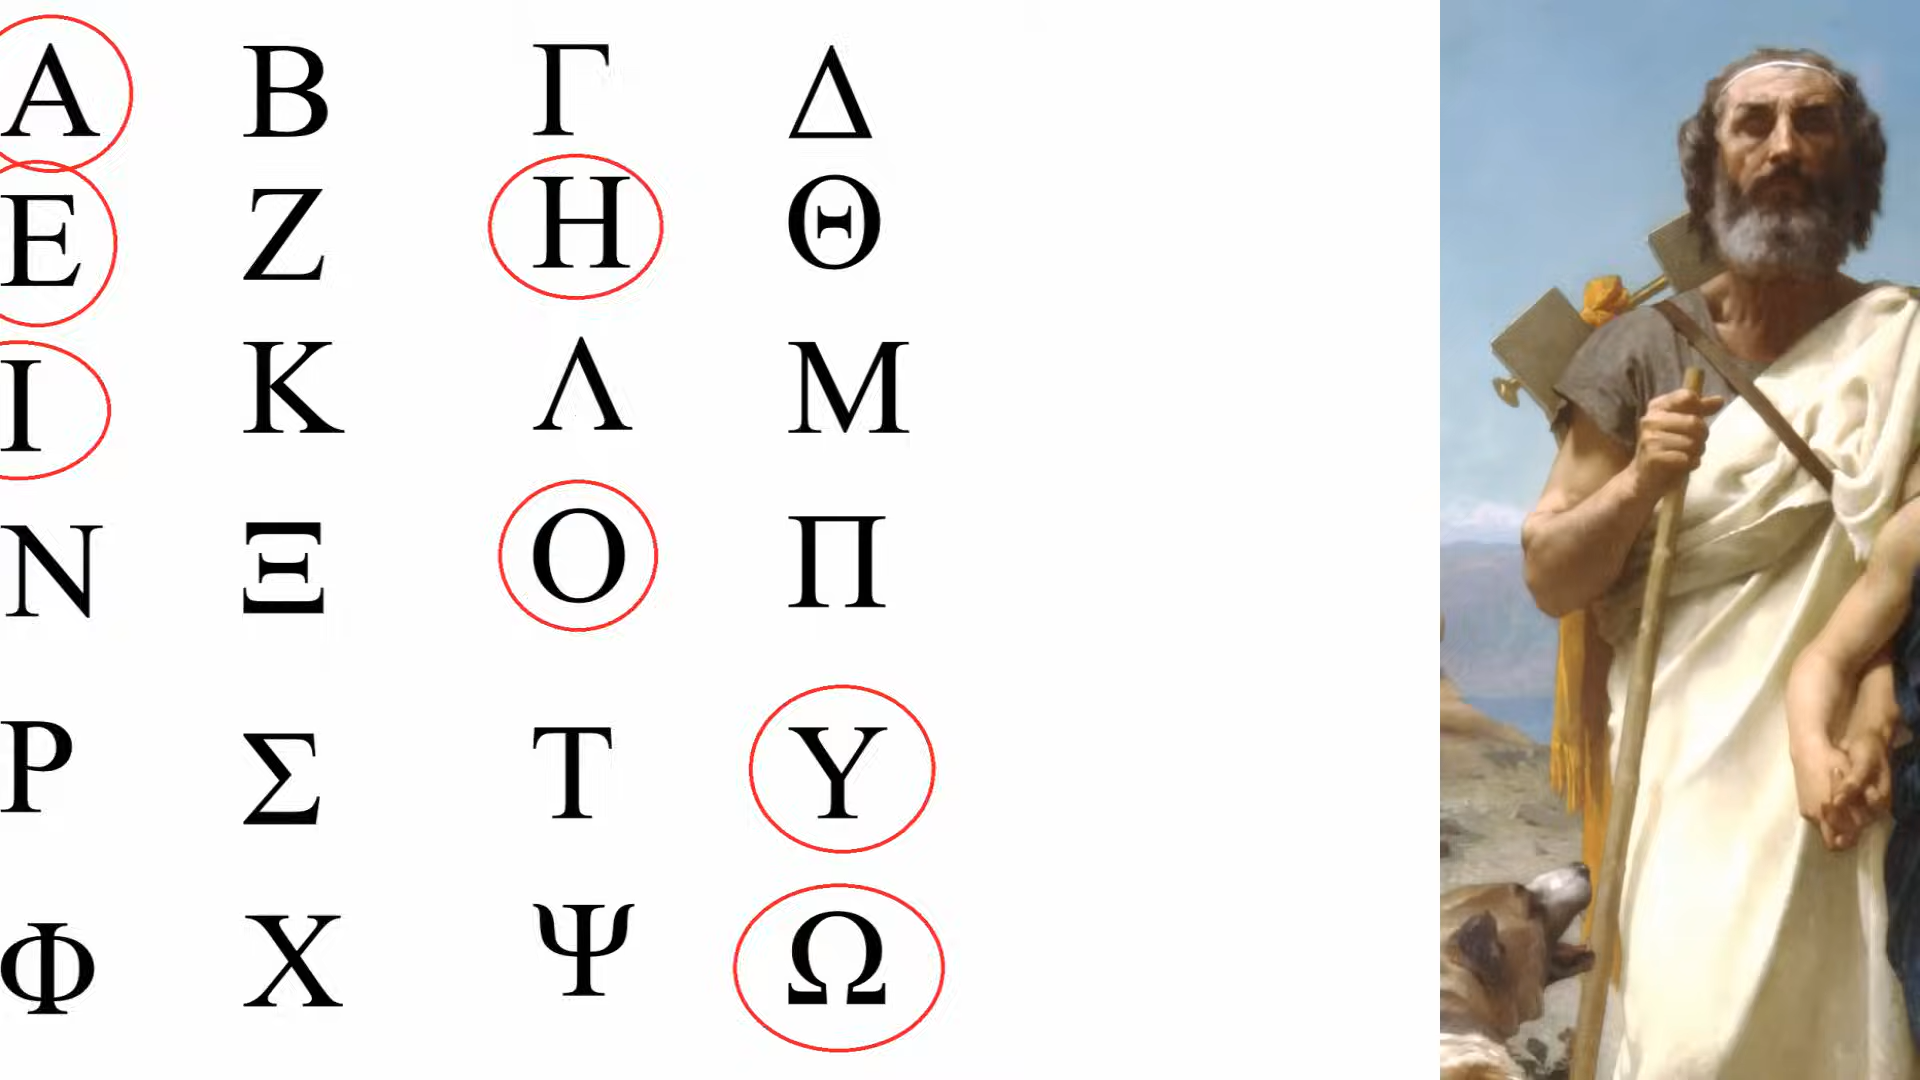 Α Β Γ Δ
Ε Ζ Η Θ
Ι Κ Λ Μ
Ν Ξ Ο Π
Ρ Σ Τ Υ
Φ Χ Ψ Ω